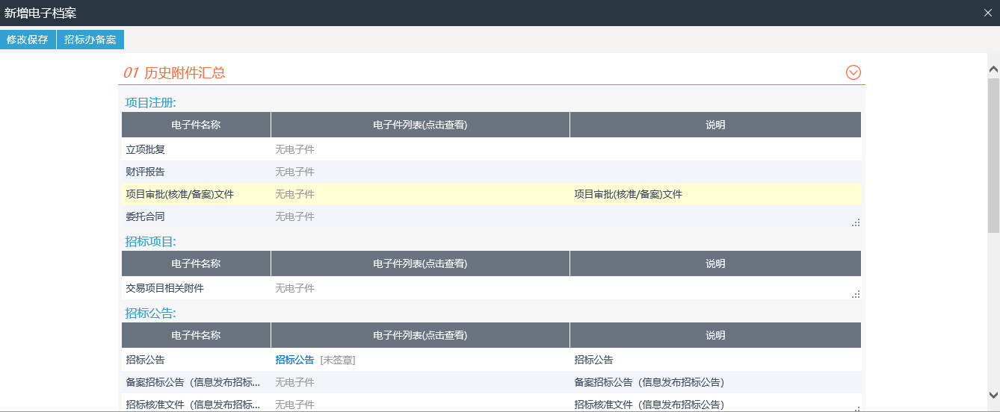 新增电子档案
修改保存 招标办备案
01 历史附件汇总
项目注册:
电子件名称 电子件列表(点击查看) 说明
立项批复 无电子件
财评报告 无电子件
项目审批(核准/备案)文件 无电子件 项目审批(核准/备案)文件
委托合同 无电子件
招标项目:
电子件名称 电子件列表(点击查看) 说明
交易项目相关附件 无电子件
招标公告:
电子件名称 电子件列表(点击查看) 说明
招标公告 招标公告 [未签章] 招标公告
备案招标公告（信息发布招标... 无电子件 备案招标公告（信息发布招标公告）
招标核准文件（信息发布招标... 无电子件 招标核准文件（信息发布招标公告）